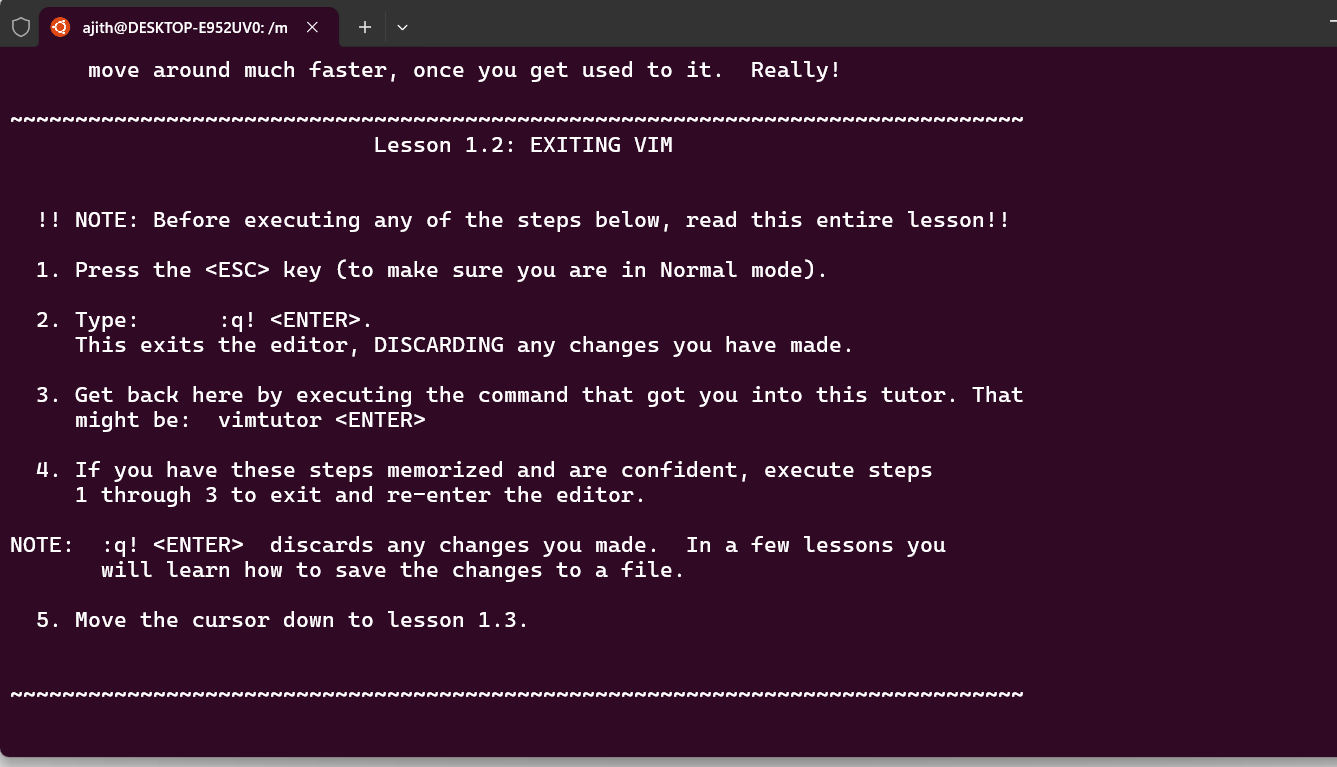 ajith@DESKTOP-E952UV0: /m
move around much faster, once you get used to it.  Really!
~~~~~~~~~~~~~~~~~~~~~~~~~~~~~~~~~~~~~~~~~~~~~~~~~~~~~~~~~~~~~~~~~~~~~~~~~~~~~~
Lesson 1.2: EXITING VIM
!! NOTE: Before executing any of the steps below, read this entire lesson!!
1. Press the <ESC> key (to make sure you are in Normal mode).
2. Type:      :q! <ENTER>.
This exits the editor, DISCARDING any changes you have made.
3. Get back here by executing the command that got you into this tutor. That
might be:  vimtutor <ENTER>
4. If you have these steps memorized and are confident, execute steps
1 through 3 to exit and re-enter the editor.
NOTE:  :q! <ENTER>  discards any changes you made.  In a few lessons you
will learn how to save the changes to a file.
5. Move the cursor down to lesson 1.3.
~~~~~~~~~~~~~~~~~~~~~~~~~~~~~~~~~~~~~~~~~~~~~~~~~~~~~~~~~~~~~~~~~~~~~~~~~~~~~~